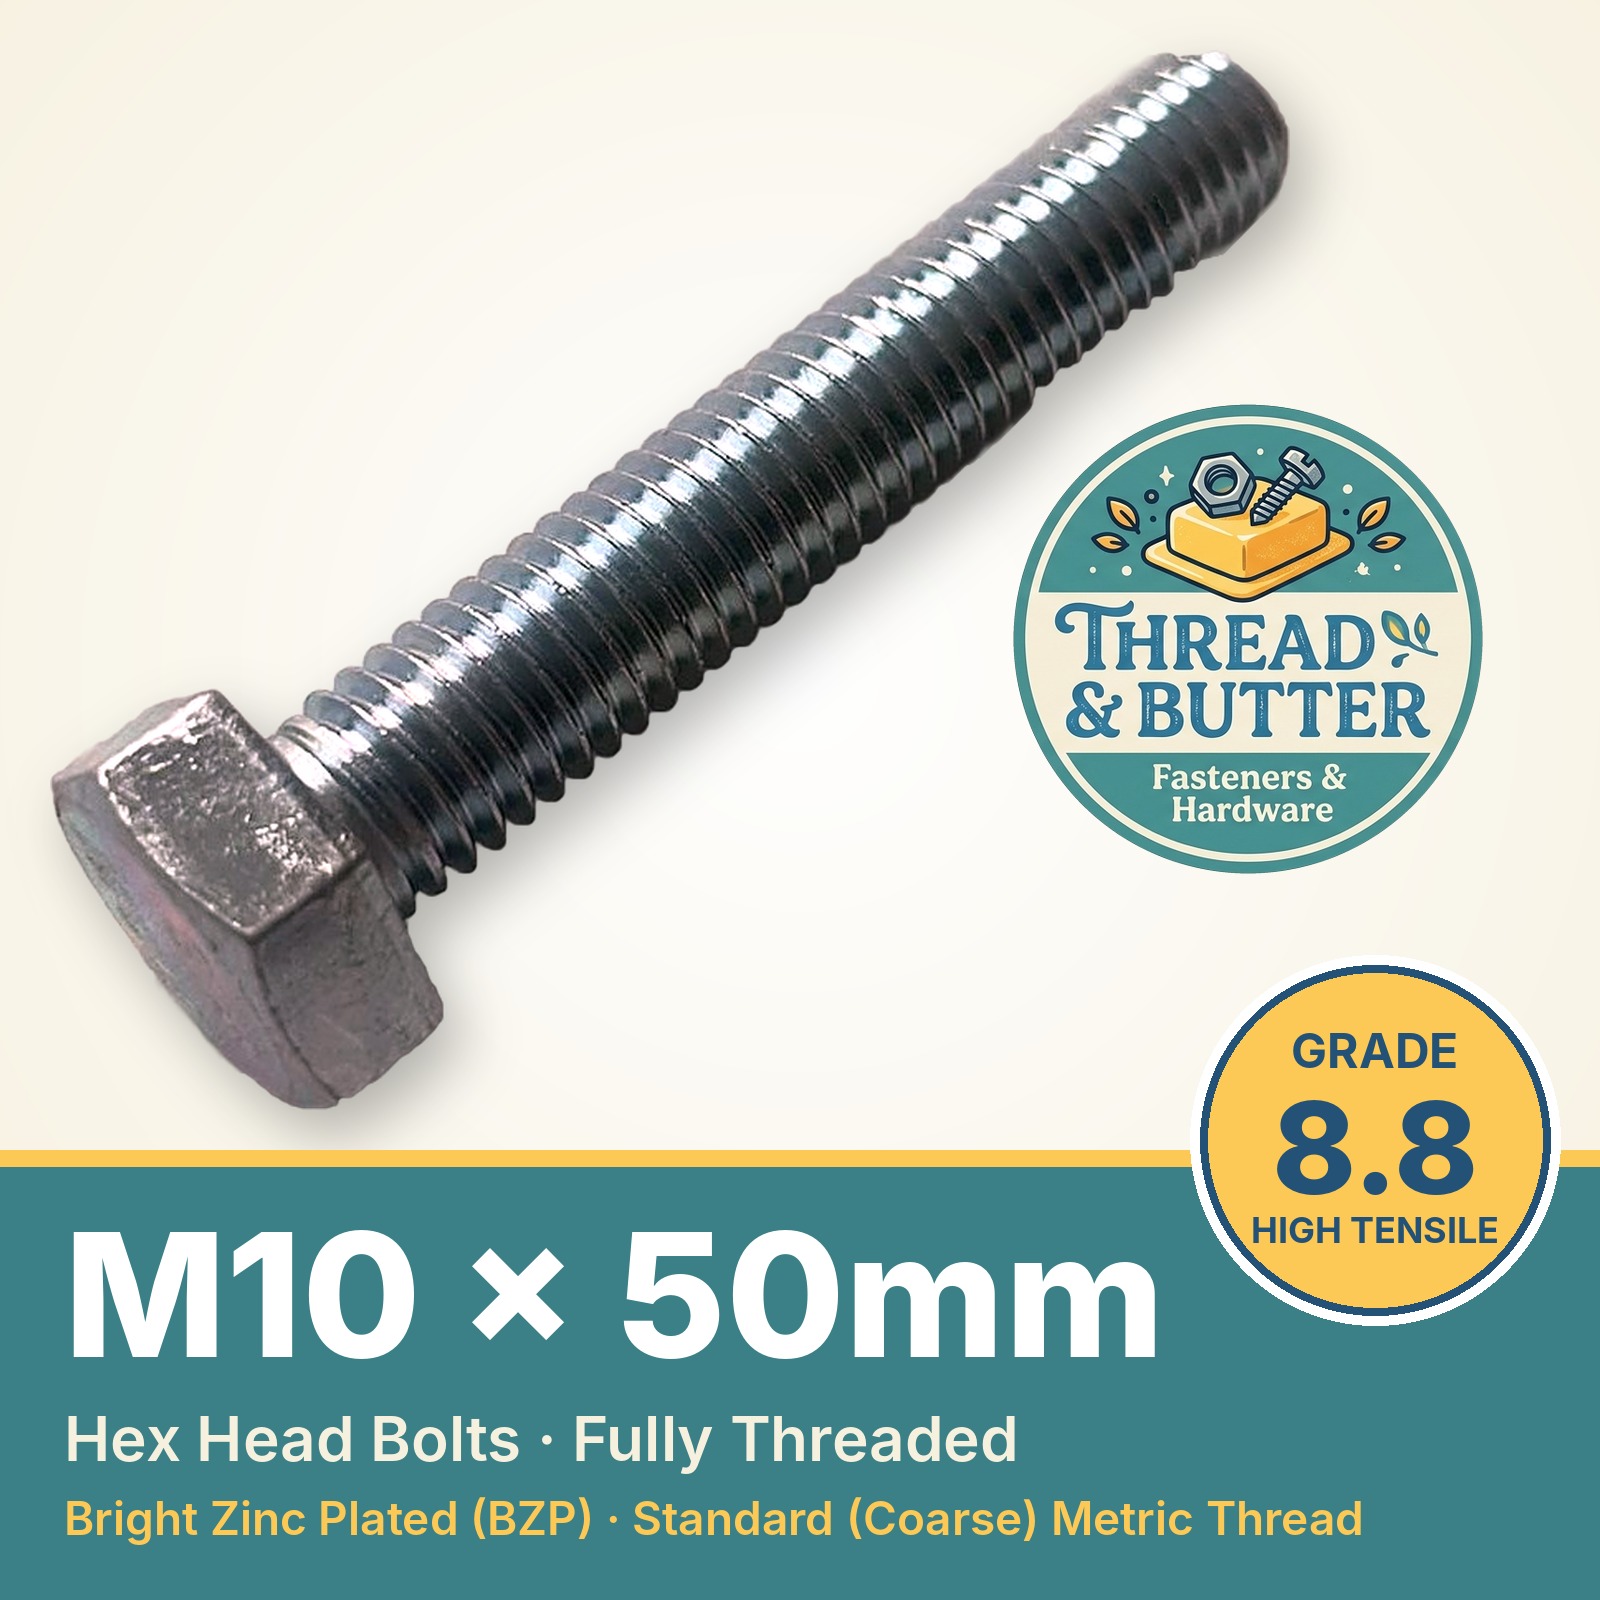 THREAD
& BUTTER
Fasteners &
Hardware
GRADE
8.8
HIGH TENSILE
M10 × 50mm
Hex Head Bolts · Fully Threaded
Bright Zinc Plated (BZP) · Standard (Coarse) Metric Thread